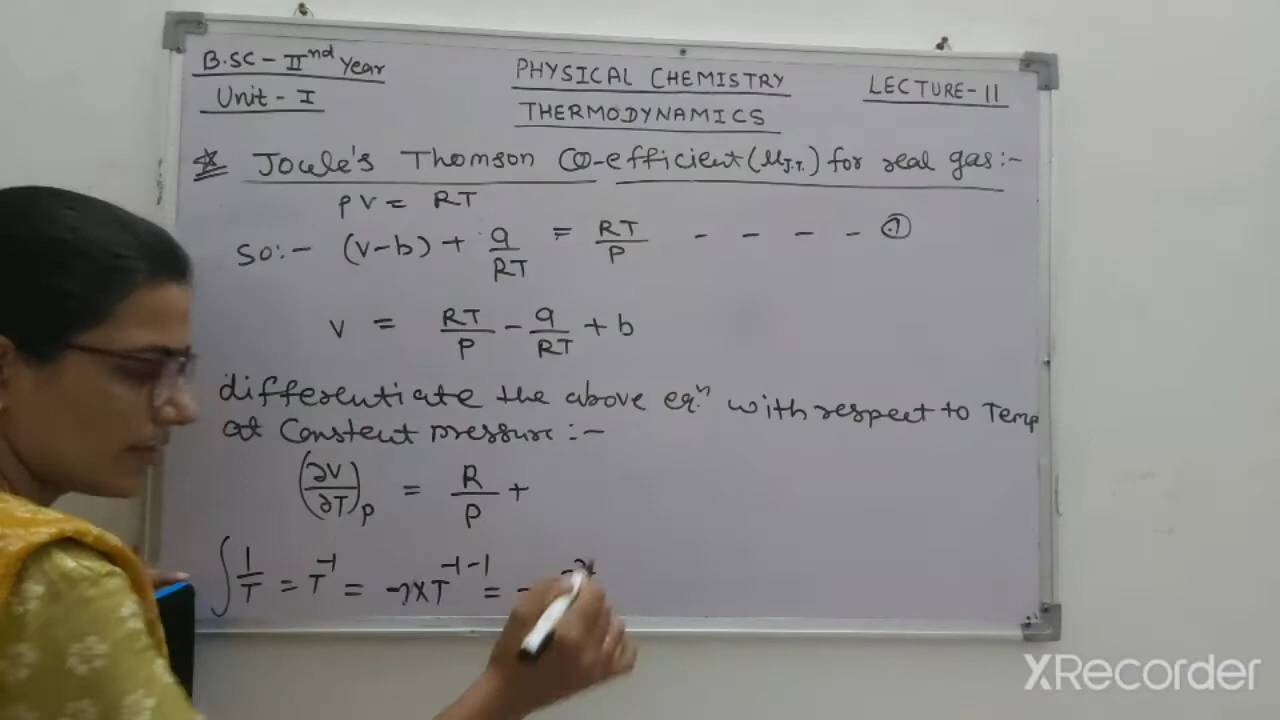 B.SC - IInd Year
Unit - I
PHYSICAL CHEMISTRY
THERMODYNAMICS
LECTURE-11
* Joule's Thomson CO-efficient (μJ.T.) for real gas:-
PV = RT
So:- (V-b) + a/RT = RT/P - - - - ①
V = RT/P - a/RT + b
differentiate the above eqn with respect to Temp
at Constent pressure:-
(∂V/∂T)P = R/P +
∫ 1/T = T^-1 = -1×T^-1-1 = -
XRecorder